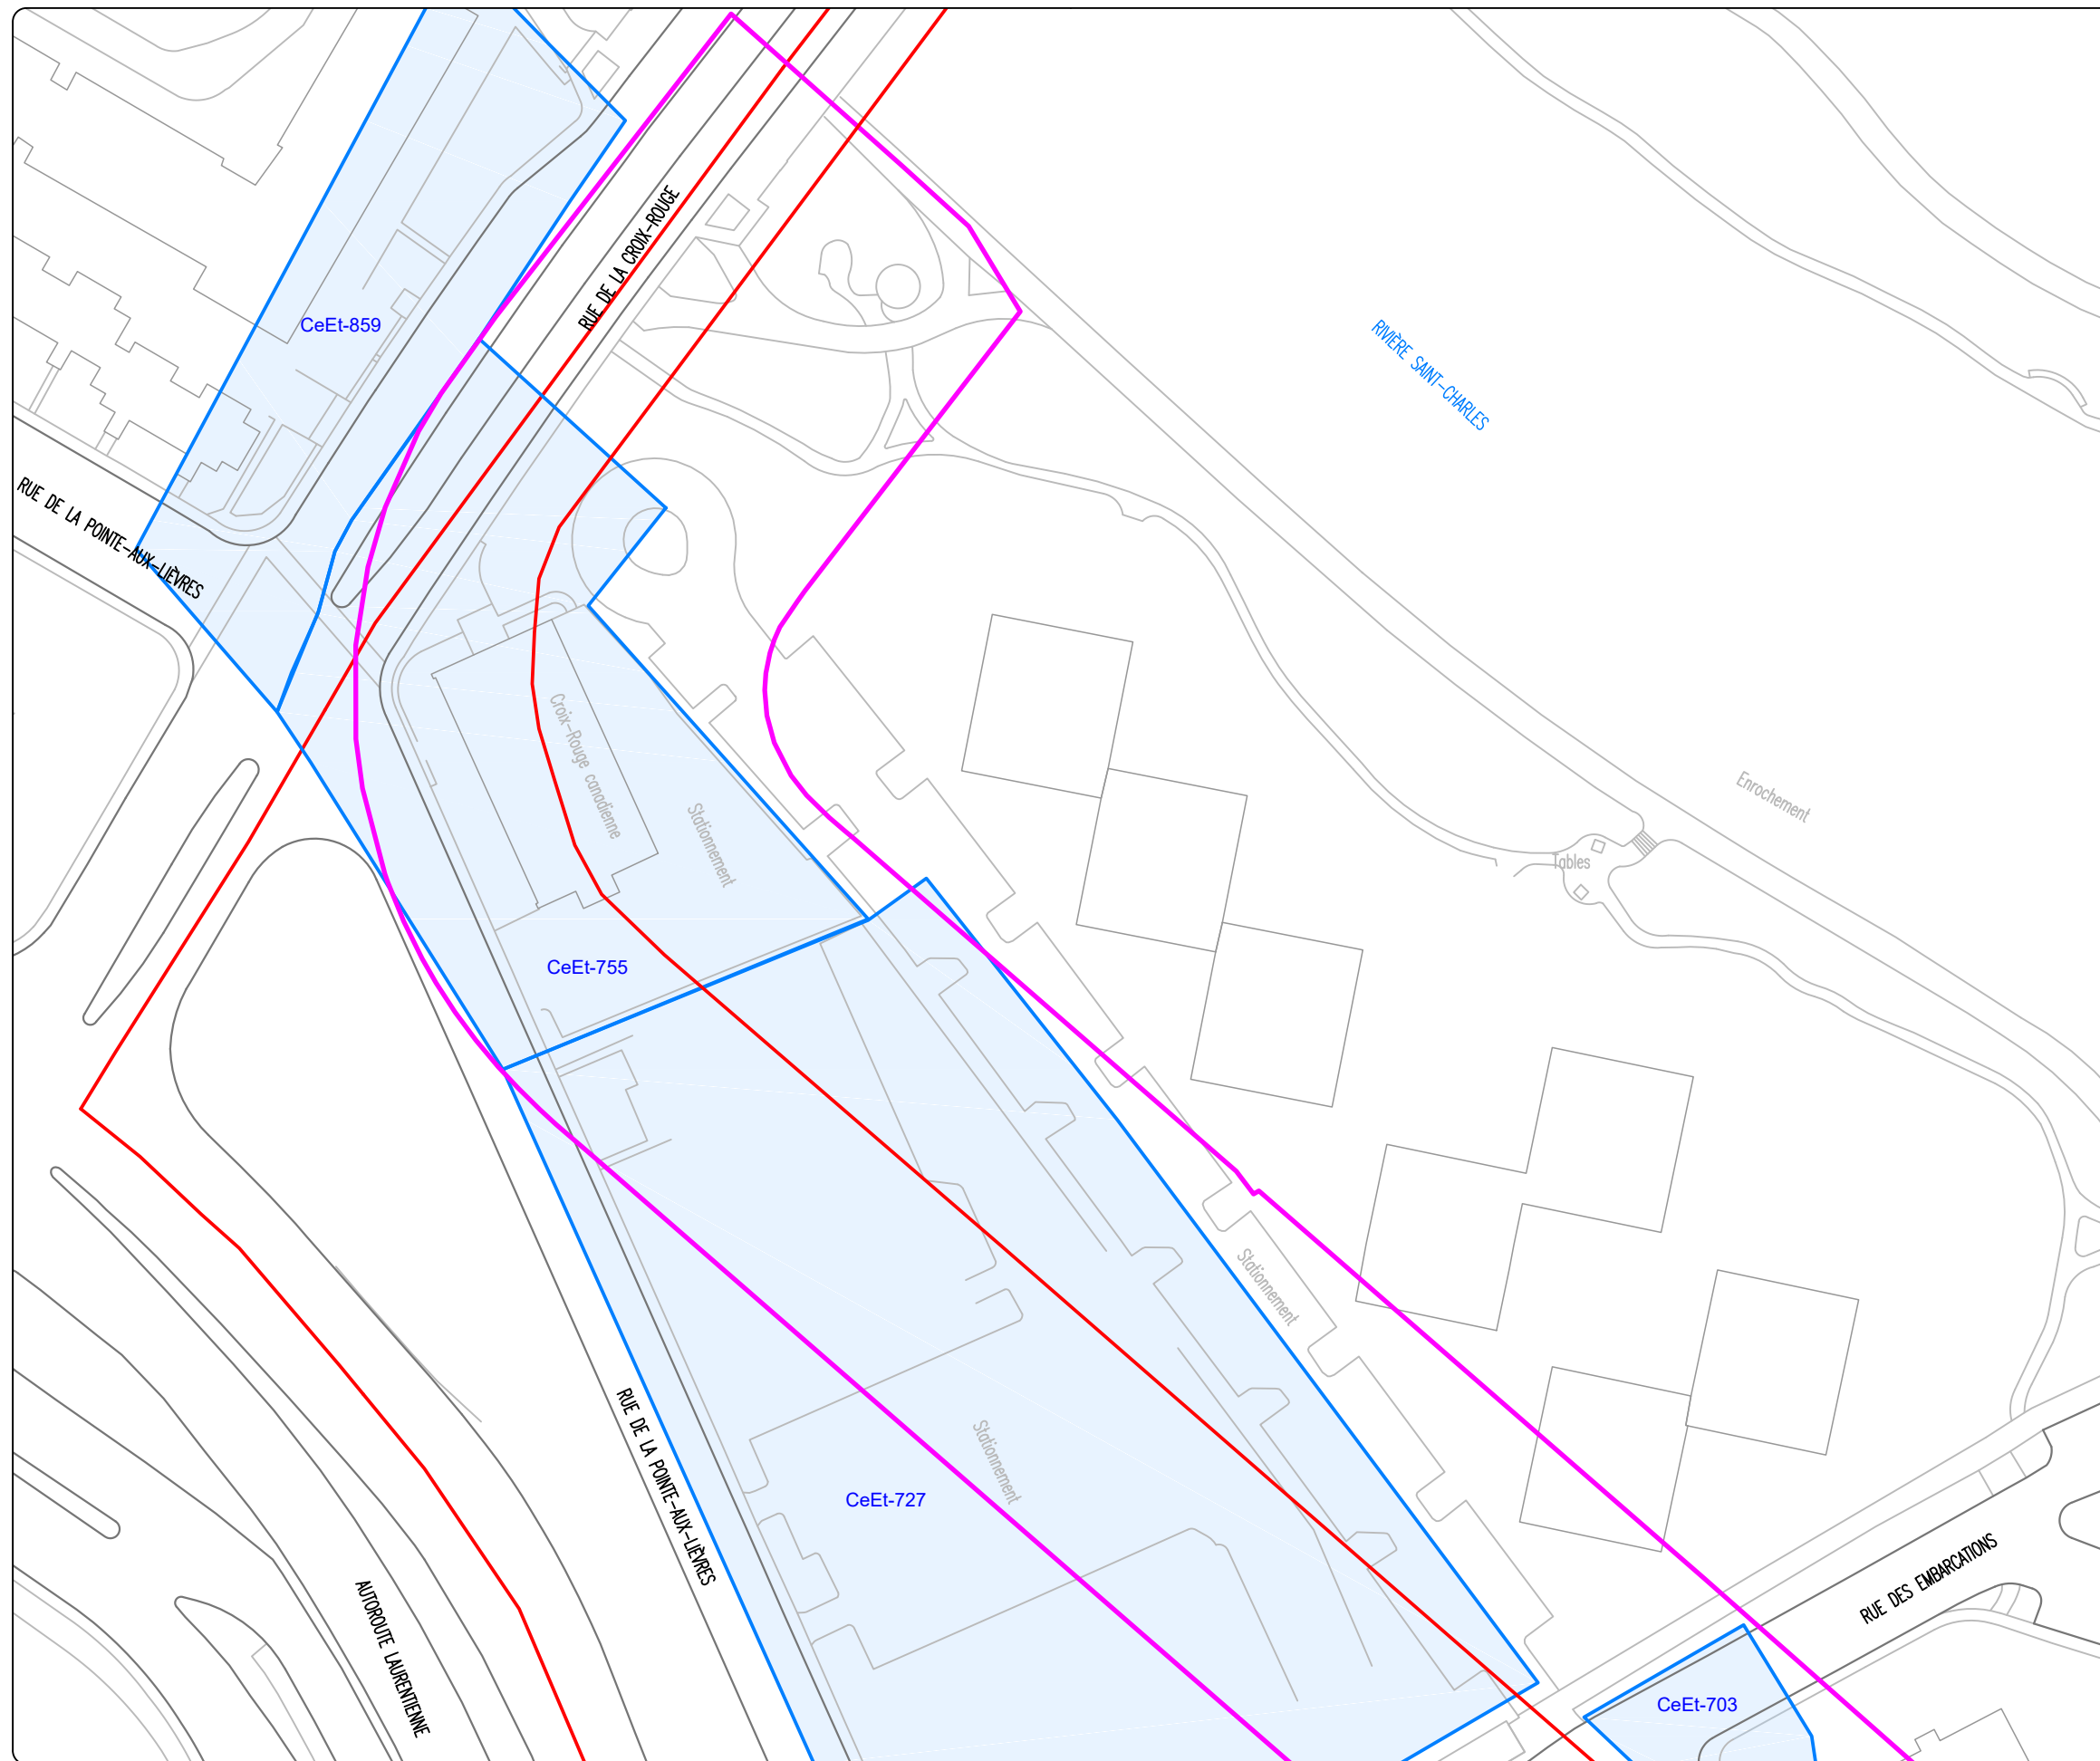 RUE DE LA CROIX-ROUGE
CeEt-859
RIVIÈRE SAINT-CHARLES
RUE DE LA POINTE-AUX-LIÈVRES
Croix-Rouge canadienne
Stationnement
Enrochement
Tables
CeEt-755
Stationnement
RUE DE LA POINTE-AUX-LIÈVRES
Stationnement
CeEt-727
RUE DES EMBARCATIONS
AUTOROUTE LAURENTIENNE
CeEt-703